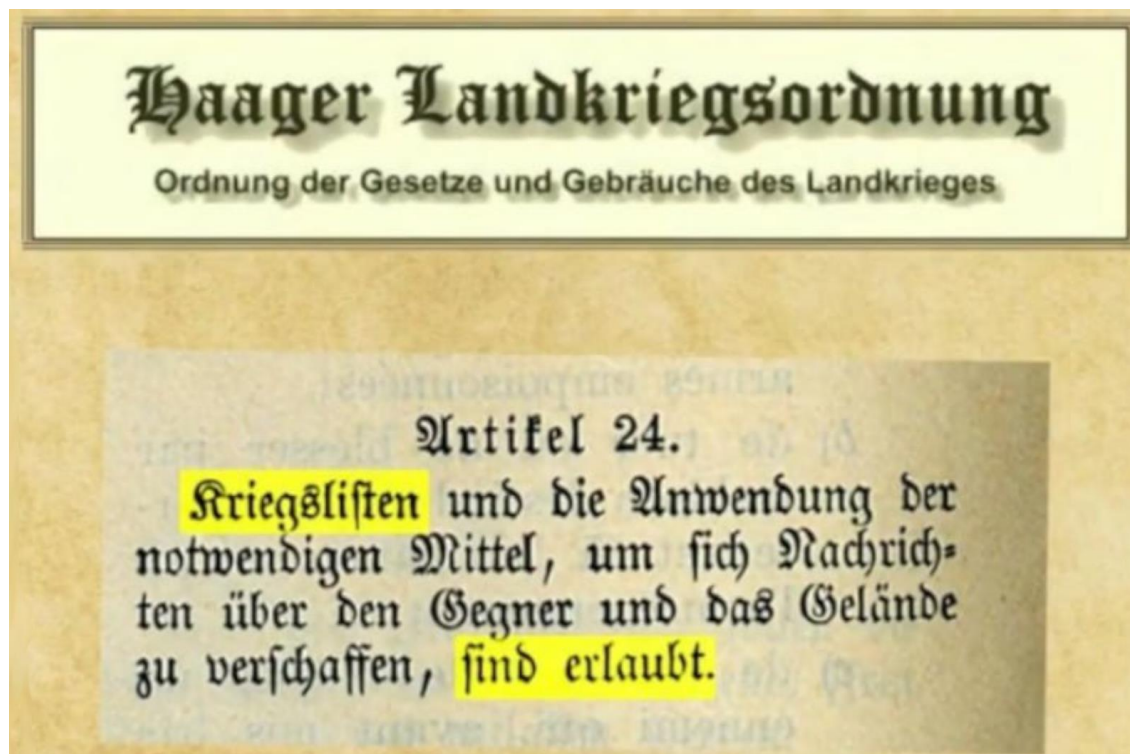 Haager Landkriegsordnung
Ordnung der Gesetze und Gebräuche des Landkrieges
Artikel 24.
Kriegsliſten und die Anwendung der
notwendigen Mittel, um ſich Nachrich⸗
ten über den Gegner und das Gelände
zu verſchaffen, ſind erlaubt.